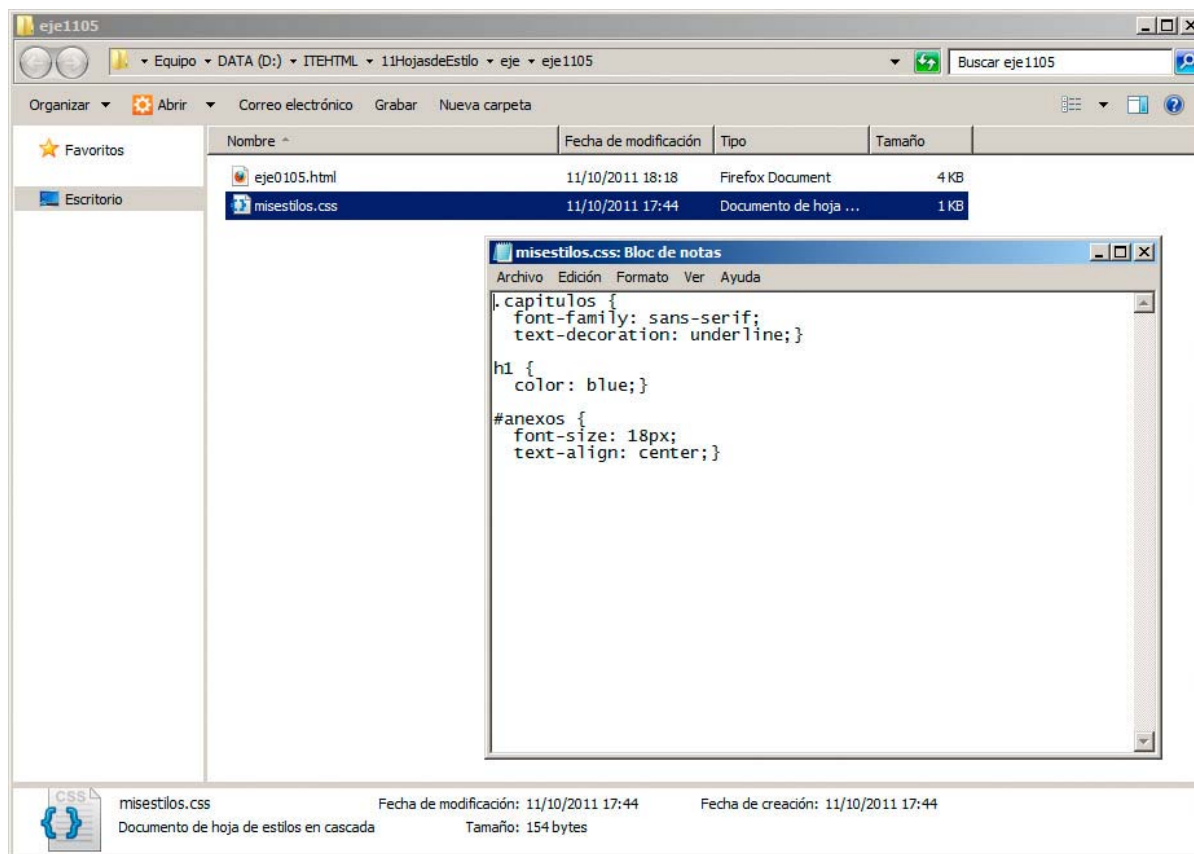 eje1105
Equipo DATA (D:) ITEHTML 11HojasdeEstilo eje eje1105 Buscar eje1105
Organizar Abrir Correo electrónico Grabar Nueva carpeta
Favoritos
Escritorio
Nombre Fecha de modificación Tipo Tamaño
eje0105.html 11/10/2011 18:18 Firefox Document 4 KB
misestilos.css 11/10/2011 17:44 Documento de hoja ... 1 KB
misestilos.css: Bloc de notas
Archivo Edición Formato Ver Ayuda
.capitulos {
font-family: sans-serif;
text-decoration: underline;}
h1 {
color: blue;}
#anexos {
font-size: 18px;
text-align: center;}
CSS
misestilos.css Fecha de modificación: 11/10/2011 17:44 Fecha de creación: 11/10/2011 17:44
Documento de hoja de estilos en cascada Tamaño: 154 bytes